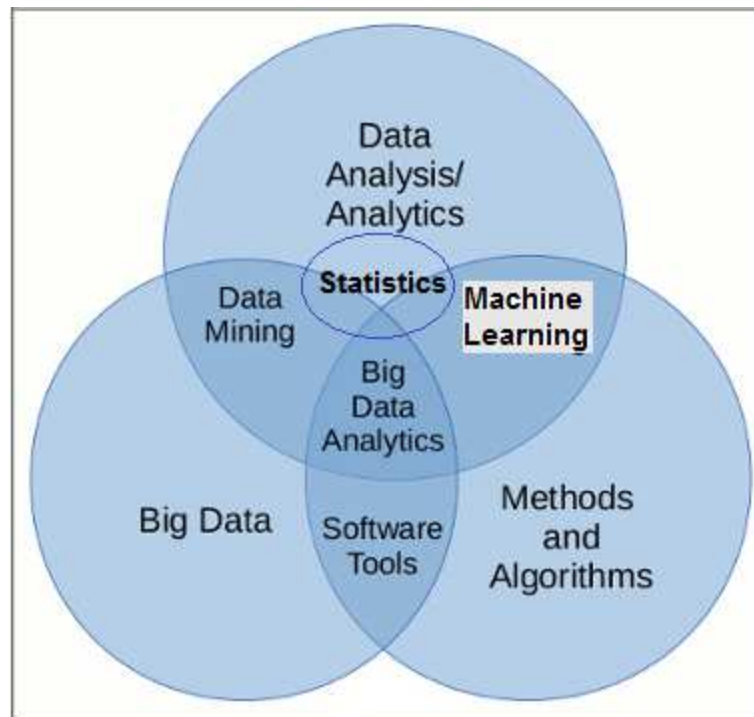 Data
Analysis/
Analytics
Statistics
Data
Mining
Machine
Learning
Big
Data
Analytics
Big Data
Software
Tools
Methods
and
Algorithms